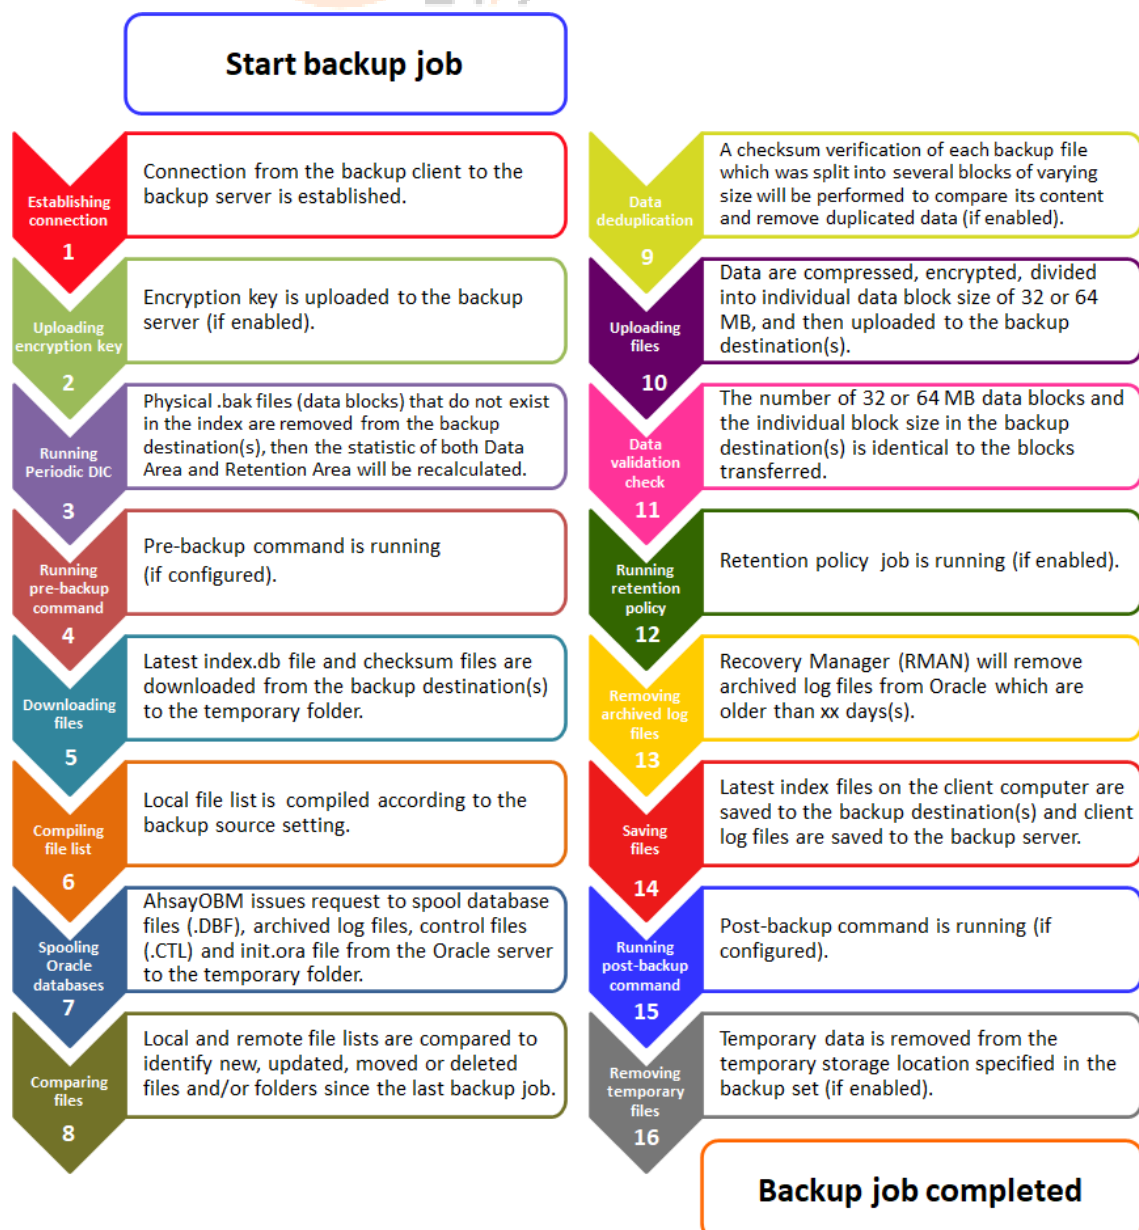 Start backup job
Establishing
connection
1
Connection from the backup client to the
backup server is established.
Uploading
encryption key
2
Encryption key is uploaded to the backup
server (if enabled).
Running
Periodic DIC
3
Physical .bak files (data blocks) that do not exist
in the index are removed from the backup
destination(s), then the statistic of both Data
Area and Retention Area will be recalculated.
Running
pre-backup
command
4
Pre-backup command is running
(if configured).
Downloading
files
5
Latest index.db file and checksum files are
downloaded from the backup destination(s)
to the temporary folder.
Compiling
file list
6
Local file list is compiled according to the
backup source setting.
Spooling
Oracle
databases
7
AhsayOBM issues request to spool database
files (.DBF), archived log files, control files
(.CTL) and init.ora file from the Oracle server
to the temporary folder.
Comparing
files
8
Local and remote file lists are compared to
identify new, updated, moved or deleted
files and/or folders since the last backup job.
Data
deduplication
9
A checksum verification of each backup file
which was split into several blocks of varying
size will be performed to compare its content
and remove duplicated data (if enabled).
Uploading
files
10
Data are compressed, encrypted, divided
into individual data block size of 32 or 64
MB, and then uploaded to the backup
destination(s).
Data
validation
check
11
The number of 32 or 64 MB data blocks and
the individual block size in the backup
destination(s) is identical to the blocks
transferred.
Running
retention
policy
12
Retention policy job is running (if enabled).
Removing
archived log
files
13
Recovery Manager (RMAN) will remove
archived log files from Oracle which are
older than xx days(s).
Saving
files
14
Latest index files on the client computer are
saved to the backup destination(s) and client
log files are saved to the backup server.
Running
post-backup
command
15
Post-backup command is running (if
configured).
Removing
temporary
files
16
Temporary data is removed from the
temporary storage location specified in the
backup set (if enabled).
Backup job completed